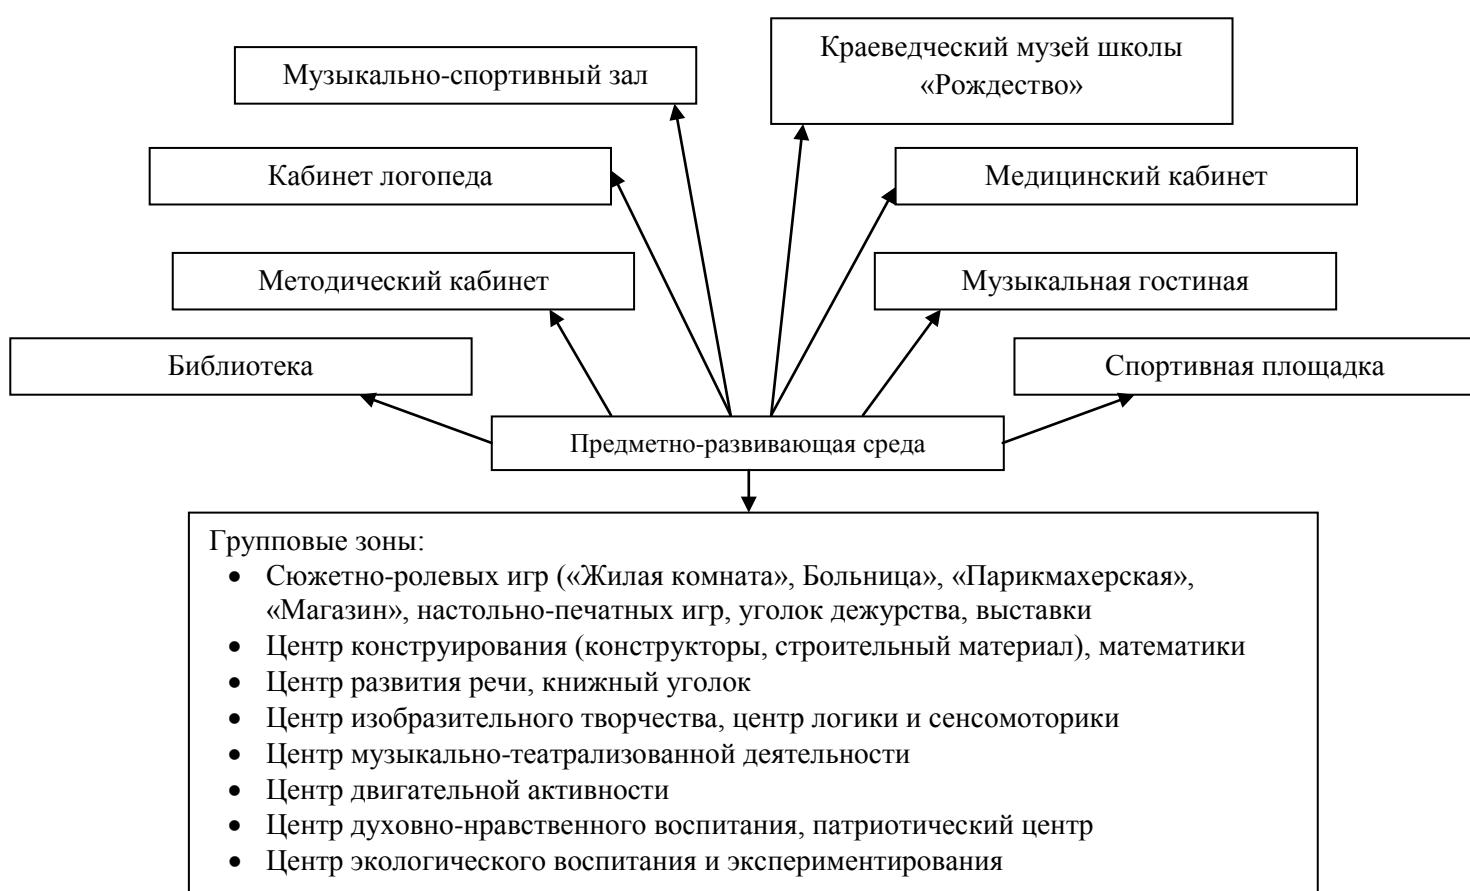 Краеведческий музей школы
«Рождество»
Музыкально-спортивный зал
Кабинет логопеда
Медицинский кабинет
Методический кабинет
Музыкальная гостиная
Библиотека
Спортивная площадка
Предметно-развивающая среда
Групповые зоны:
• Сюжетно-ролевых игр («Жилая комната», Больница», «Парикмахерская»,
«Магазин», настольно-печатных игр, уголок дежурства, выставки
• Центр конструирования (конструкторы, строительный материал), математики
• Центр развития речи, книжный уголок
• Центр изобразительного творчества, центр логики и сенсомоторики
• Центр музыкально-театрализованной деятельности
• Центр двигательной активности
• Центр духовно-нравственного воспитания, патриотический центр
• Центр экологического воспитания и экспериментирования